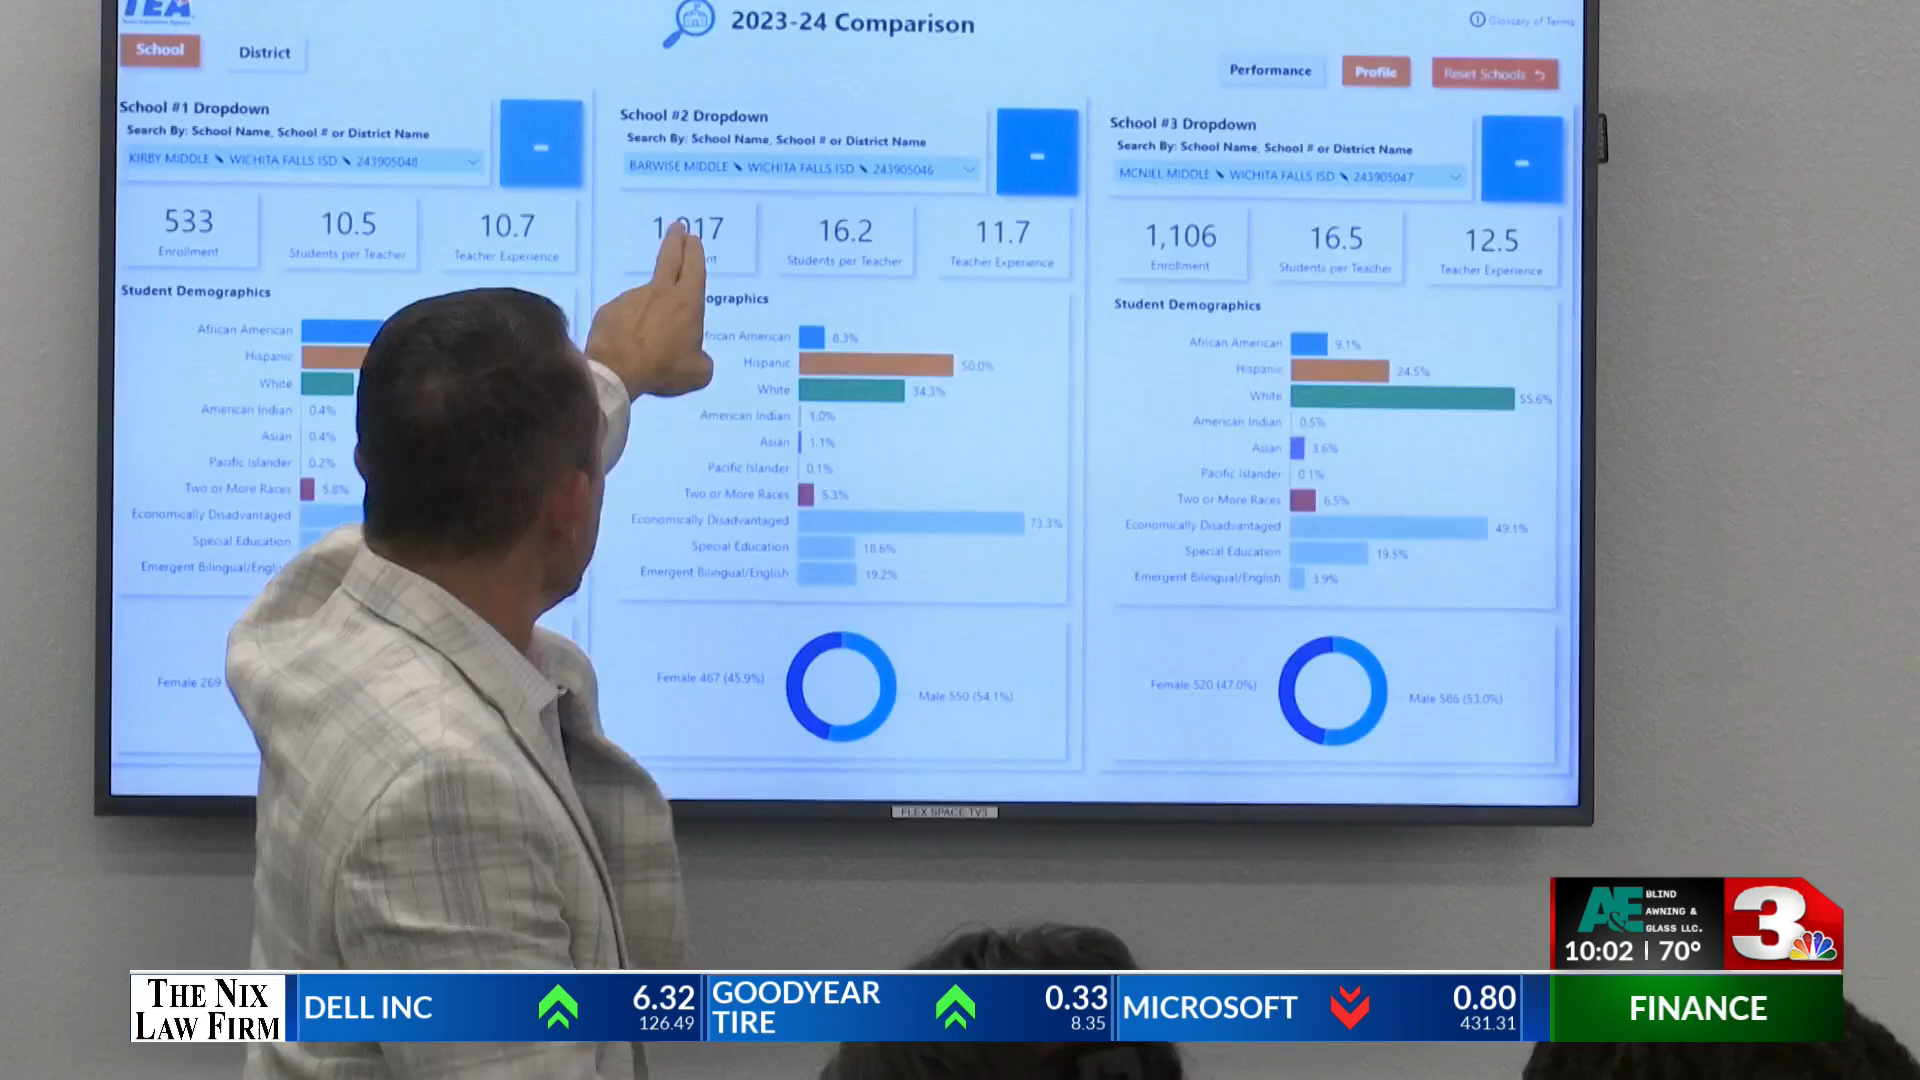 TEA
2023-24 Comparison
Glossary of Terms
School
District
Performance
Profile
Reset Schools
School #1 Dropdown
Search By: School Name, School # or District Name
KIRBY MIDDLE WICHITA FALLS ISD 243905048
-
533
Enrollment
10.5
Students per Teacher
10.7
Teacher Experience
Student Demographics
African American
Hispanic
White
American Indian 0.4%
Asian 0.4%
Pacific Islander 0.2%
Two or More Races 5.8%
Economically Disadvantaged
Special Education
Emergent Bilingual/Engli
Female 269
School #2 Dropdown
Search By: School Name, School # or District Name
BARWISE MIDDLE WICHITA FALLS ISD 243905046
-
1,017
nt
16.2
Students per Teacher
11.7
Teacher Experience
ographics
frican American 8.3%
Hispanic 50.0%
White 34.3%
American Indian 1.0%
Asian 1.1%
Pacific Islander 0.1%
Two or More Races 5.3%
Economically Disadvantaged 73.3%
Special Education 18.6%
Emergent Bilingual/English 19.2%
Female 467 (45.9%)
Male 550 (54.1%)
School #3 Dropdown
Search By: School Name, School # or District Name
MCNIEL MIDDLE WICHITA FALLS ISD 243905047
-
1,106
Enrollment
16.5
Students per Teacher
12.5
Teacher Experience
Student Demographics
African American 9.1%
Hispanic 24.5%
White 55.6%
American Indian 0.5%
Asian 3.6%
Pacific Islander 0.1%
Two or More Races 6.5%
Economically Disadvantaged 49.1%
Special Education 19.5%
Emergent Bilingual/English 3.9%
Female 520 (47.0%)
Male 586 (53.0%)
FLEX SPACE TV3
A&E
BLIND
AWNING &
GLASS LLC.
10:02 | 70°
3
THE NIX
LAW FIRM
DELL INC
6.32
126.49
GOODYEAR
TIRE
0.33
8.35
MICROSOFT
0.80
431.31
FINANCE